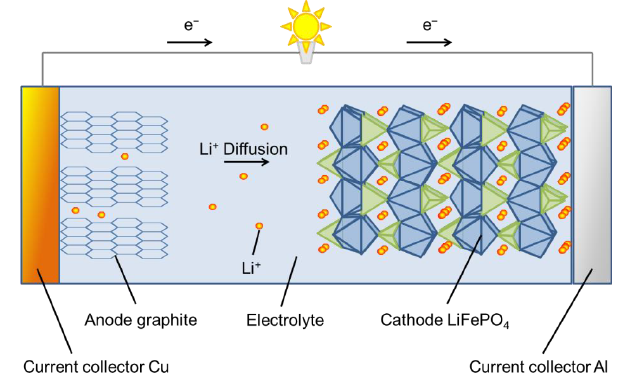 e⁻ e⁻
Li⁺ Diffusion
Li⁺
Anode graphite Electrolyte Cathode LiFePO₄
Current collector Cu Current collector Al